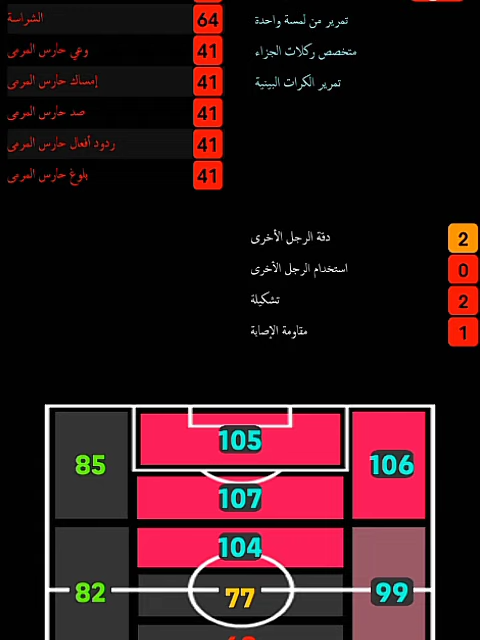 الشراسة 64
وعي حارس المرمى 41
إمساك حارس المرمى 41
صد حارس المرمى 41
ردود أفعال حارس المرمى 41
بلوغ حارس المرمى 41
تمرير من لمسة واحدة
متخصص ركلات الجزاء
تمرير الكرات البينية
دقة الرجل الأخرى 2
استخدام الرجل الأخرى 0
تشكيلة 2
مقاومة الإصابة 1
105
85
106
107
104
82
77
99